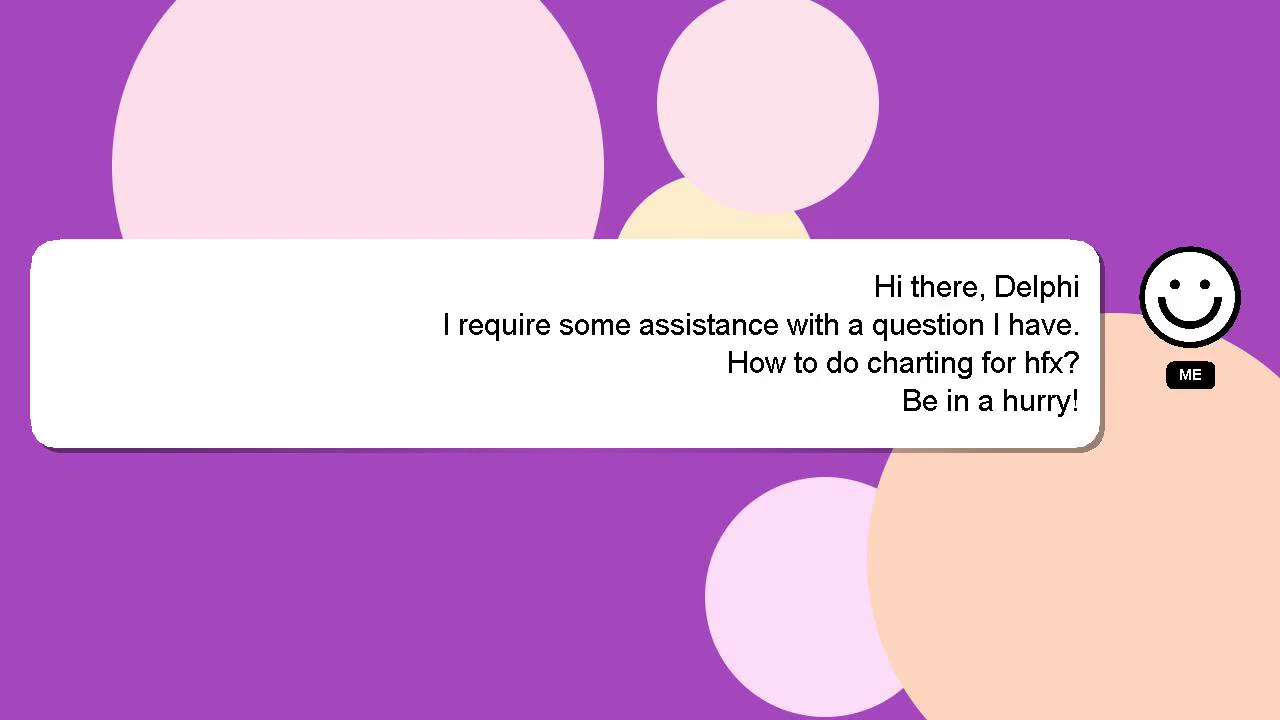 Hi there, Delphi
I require some assistance with a question I have.
How to do charting for hfx?
Be in a hurry!
ME